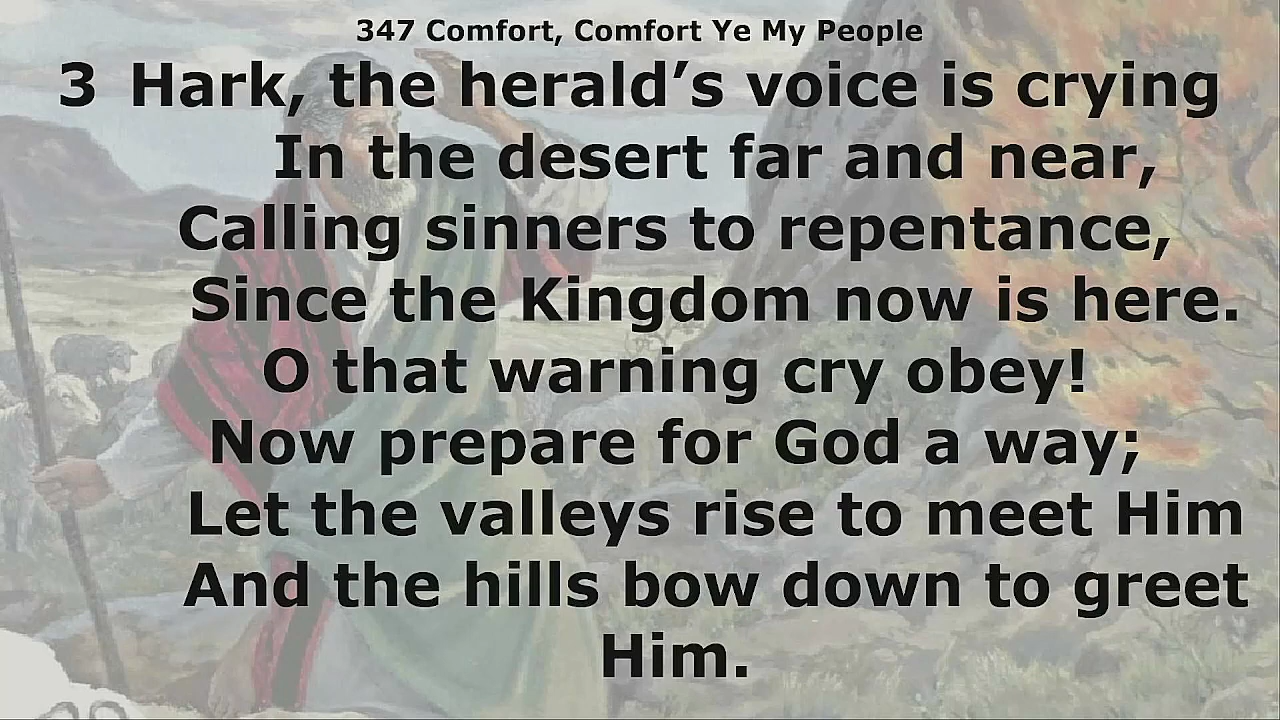 347 Comfort, Comfort Ye My People
3 Hark, the herald’s voice is crying
In the desert far and near,
Calling sinners to repentance,
Since the Kingdom now is here.
O that warning cry obey!
Now prepare for God a way;
Let the valleys rise to meet Him
And the hills bow down to greet
Him.